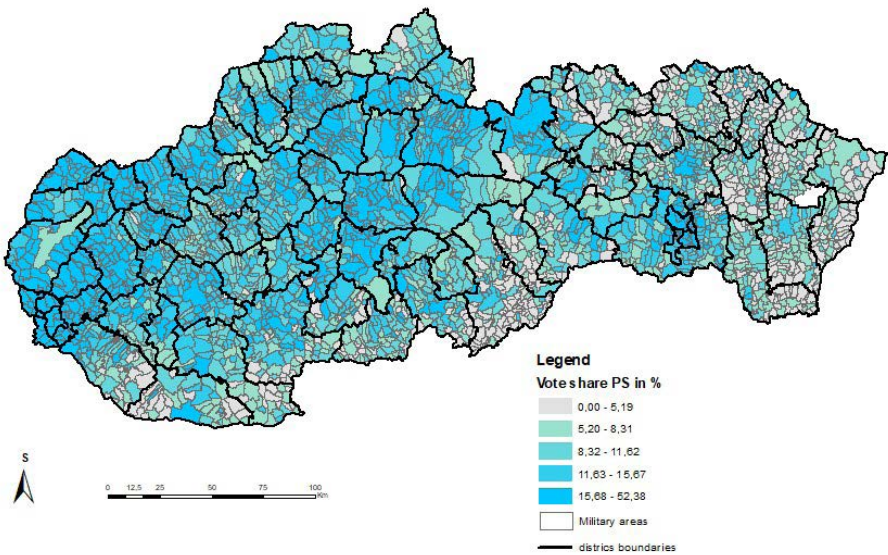 Legend
Vote share PS in %
0,00 - 5,19
5,20 - 8,31
8,32 - 11,62
11,63 - 15,67
15,68 - 52,38
Military areas
districs boundaries
S
0 12,5 25 50 75 100
Km